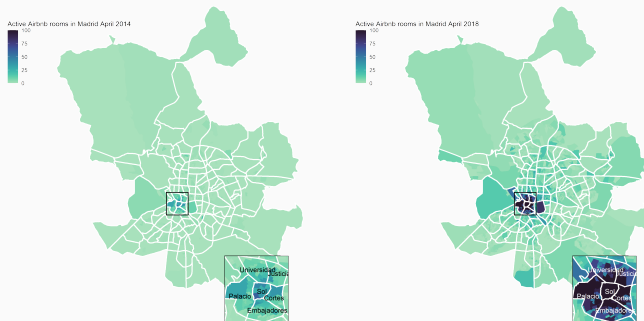 Active Airbnb rooms in Madrid April 2014
100
75
50
25
0
Universidad
Justicia
Sol
Palacio
Cortes
Embajadores
Active Airbnb rooms in Madrid April 2018
100
75
50
25
0
Universidad
Justicia
Sol
Palacio
Cortes
Embajadores